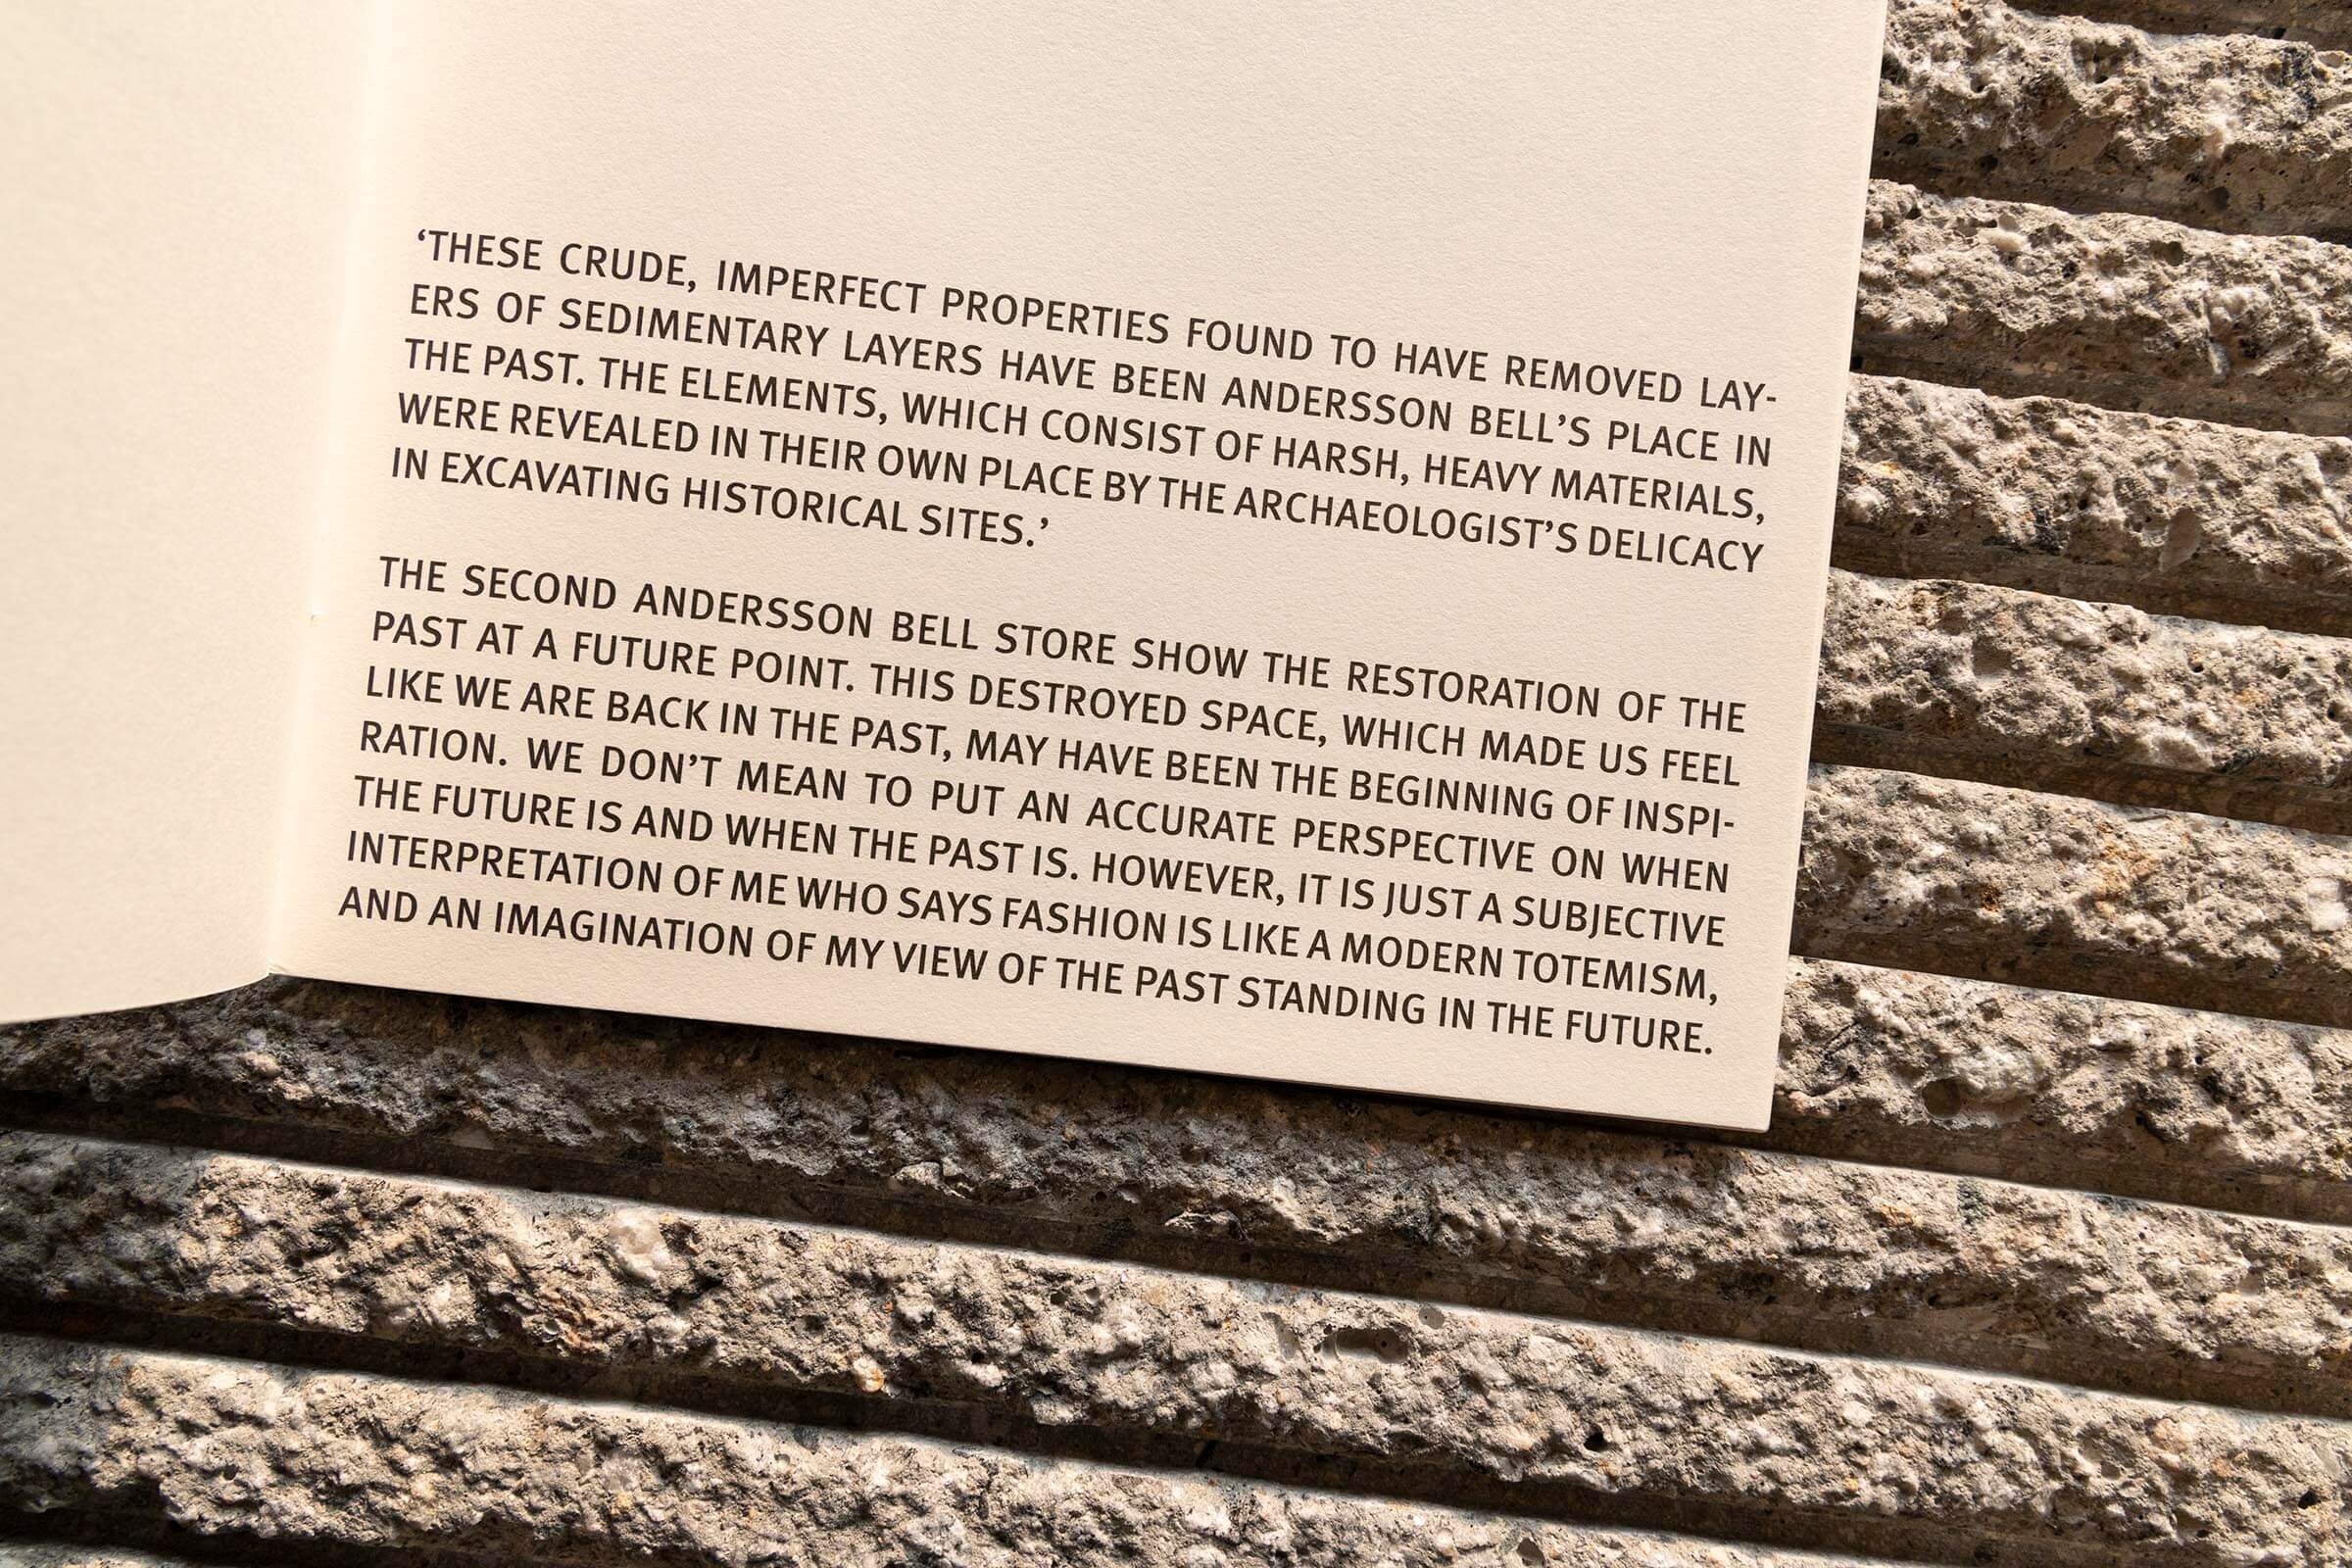 ‘THESE CRUDE, IMPERFECT PROPERTIES FOUND TO HAVE REMOVED LAY-
ERS OF SEDIMENTARY LAYERS HAVE BEEN ANDERSSON BELL’S PLACE IN
THE PAST. THE ELEMENTS, WHICH CONSIST OF HARSH, HEAVY MATERIALS,
WERE REVEALED IN THEIR OWN PLACE BY THE ARCHAEOLOGIST’S DELICACY
IN EXCAVATING HISTORICAL SITES.’
THE SECOND ANDERSSON BELL STORE SHOW THE RESTORATION OF THE
PAST AT A FUTURE POINT. THIS DESTROYED SPACE, WHICH MADE US FEEL
LIKE WE ARE BACK IN THE PAST, MAY HAVE BEEN THE BEGINNING OF INSPI-
RATION. WE DON’T MEAN TO PUT AN ACCURATE PERSPECTIVE ON WHEN
THE FUTURE IS AND WHEN THE PAST IS. HOWEVER, IT IS JUST A SUBJECTIVE
INTERPRETATION OF ME WHO SAYS FASHION IS LIKE A MODERN TOTEMISM,
AND AN IMAGINATION OF MY VIEW OF THE PAST STANDING IN THE FUTURE.